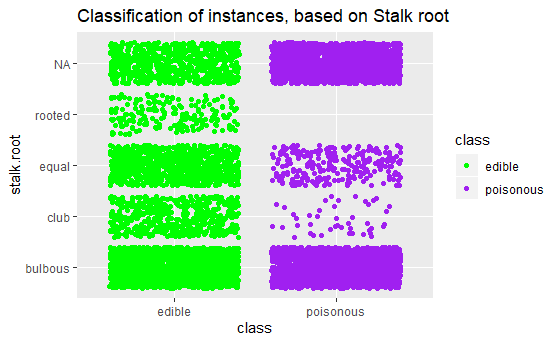 Classification of instances, based on Stalk root
NA
rooted
equal
club
bulbous
stalk.root
edible
poisonous
class
class
edible
poisonous